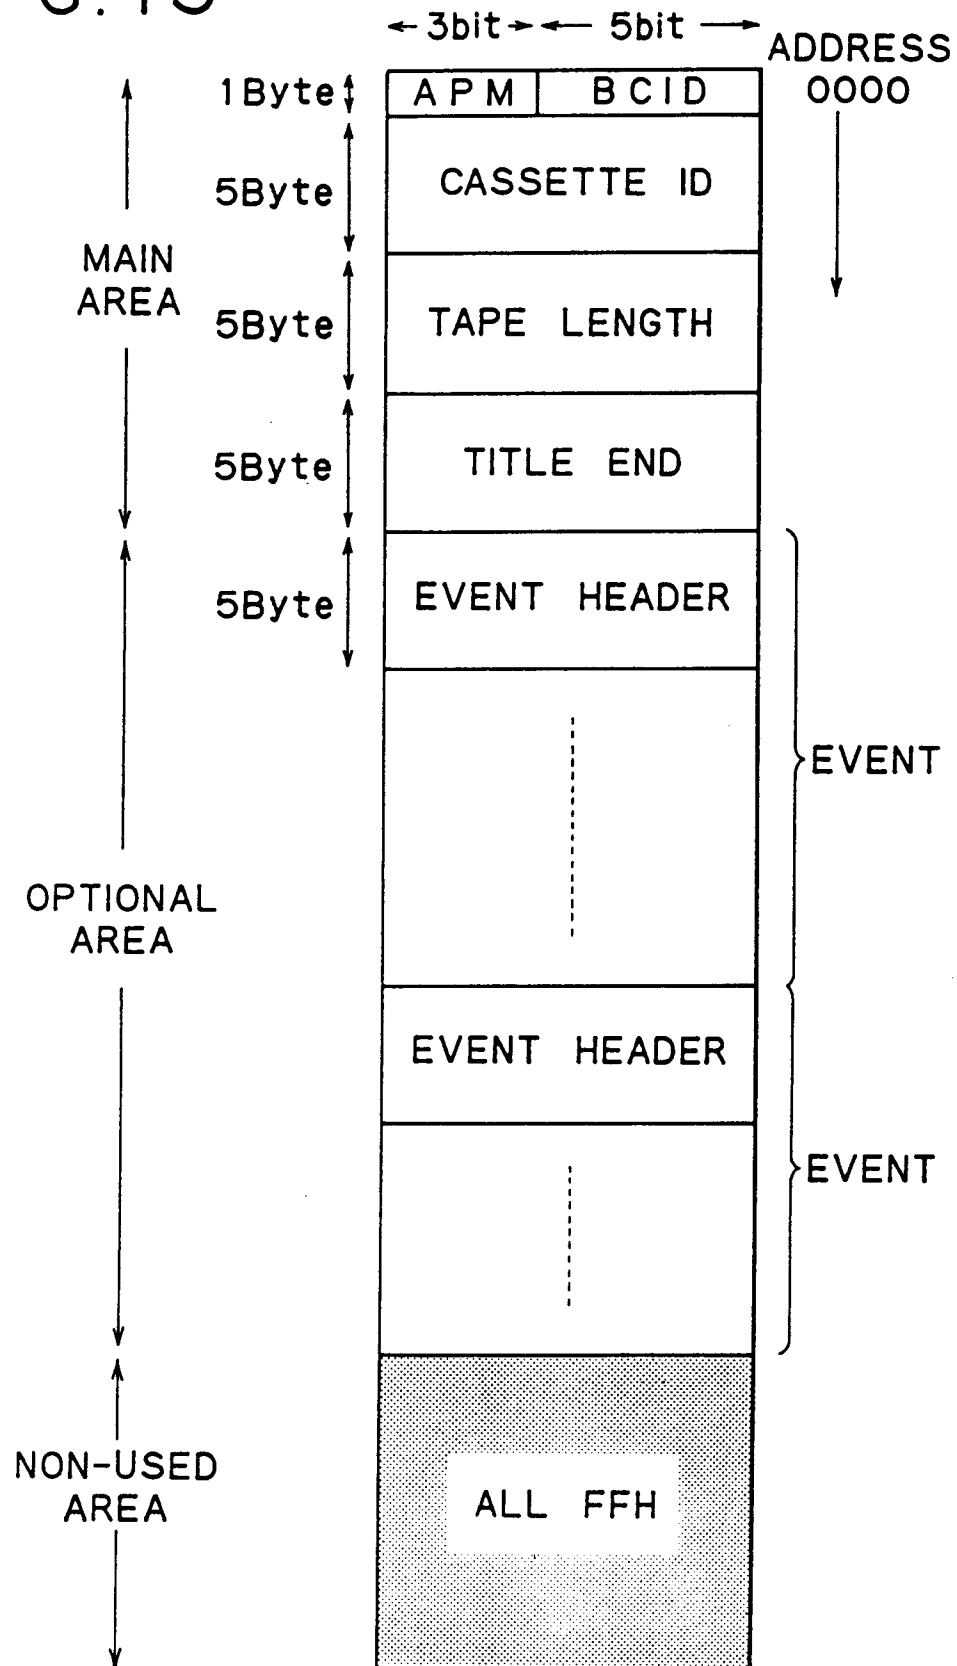 3bit 5bit
ADDRESS
0000
1Byte APM BCID
5Byte CASSETTE ID
MAIN
AREA
5Byte TAPE LENGTH
5Byte TITLE END
5Byte EVENT HEADER
EVENT
OPTIONAL
AREA
EVENT HEADER
EVENT
NON-USED
AREA
ALL FFH